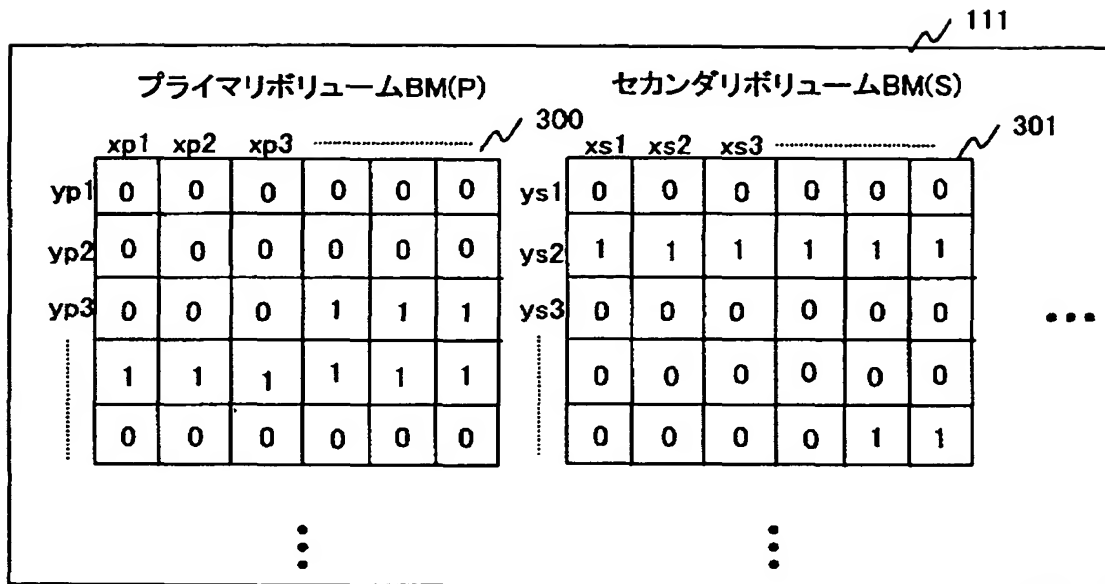 111
プライマリボリュームBM(P) セカンダリボリュームBM(S)
300 301
xp1 xp2 xp3 xs1 xs2 xs3
yp1 0 0 0 0 0 0 ys1 0 0 0 0 0 0
yp2 0 0 0 0 0 0 ys2 1 1 1 1 1 1
yp3 0 0 0 1 1 1 ys3 0 0 0 0 0 0
1 1 1 1 1 1 0 0 0 0 0 0
0 0 0 0 0 0 0 0 0 0 1 1